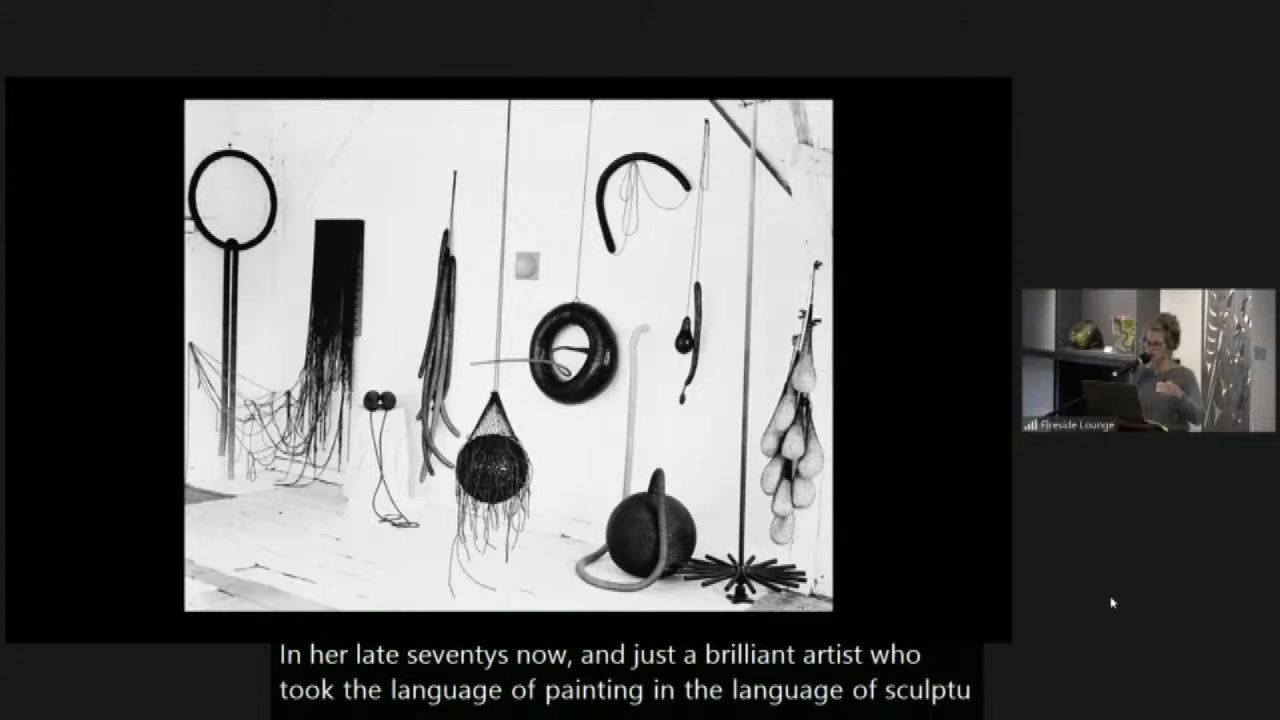 Fireside Lounge
In her late seventys now, and just a brilliant artist who
took the language of painting in the language of sculptu